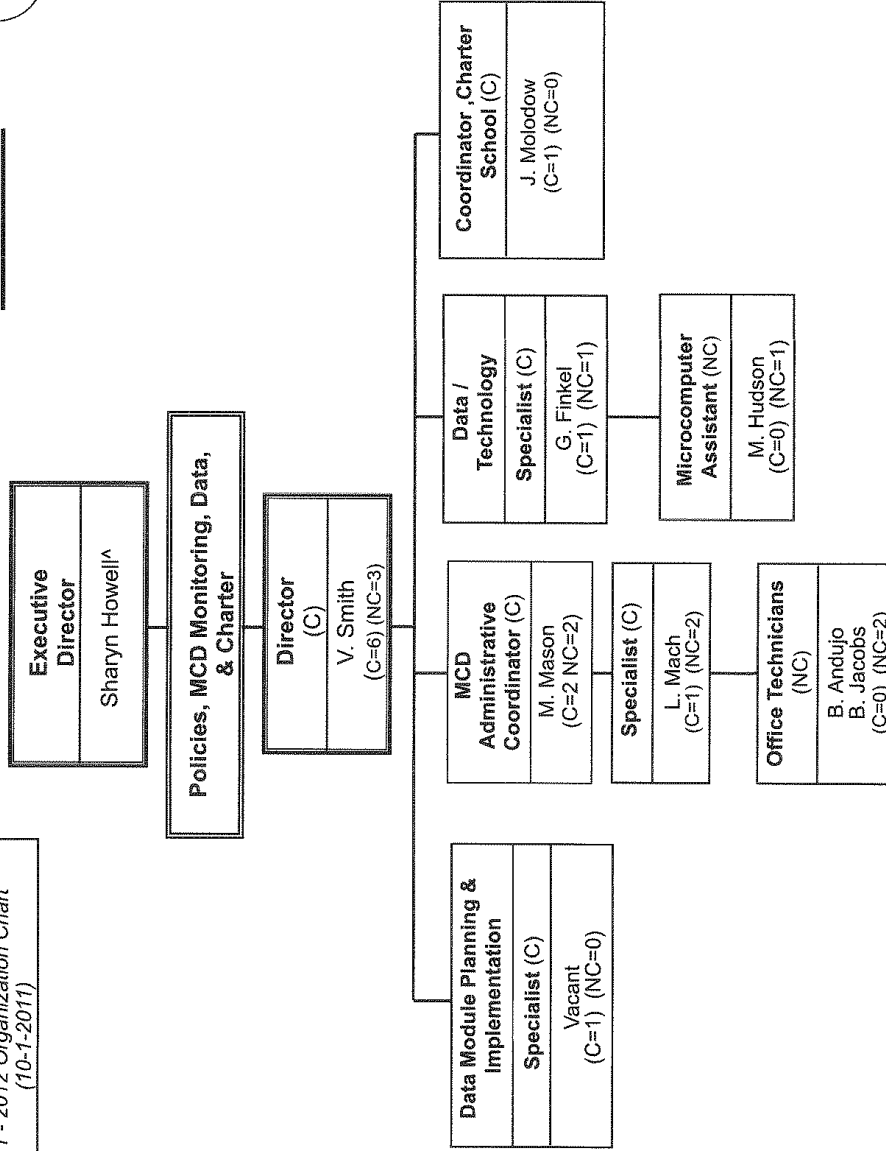 2012 Organization Chart
(10-1-2011)
Executive
Director
Sharyn Howell^
Policies, MCD Monitoring, Data,
& Charter
Director
(C)
V. Smith
(C=6) (NC=3)
Data Module Planning &
Implementation
Specialist (C)
Vacant
(C=1) (NC=0)
MCD
Administrative
Coordinator (C)
M. Mason
(C=2 NC=2)
Specialist (C)
L. Mach
(C=1) (NC=2)
Office Technicians
(NC)
B. Andujo
B. Jacobs
(C=0) (NC=2)
Data /
Technology
Specialist (C)
G. Finkel
(C=1) (NC=1)
Microcomputer
Assistant (NC)
M. Hudson
(C=0) (NC=1)
Coordinator ,Charter
School (C)
J. Molodow
(C=1) (NC=0)